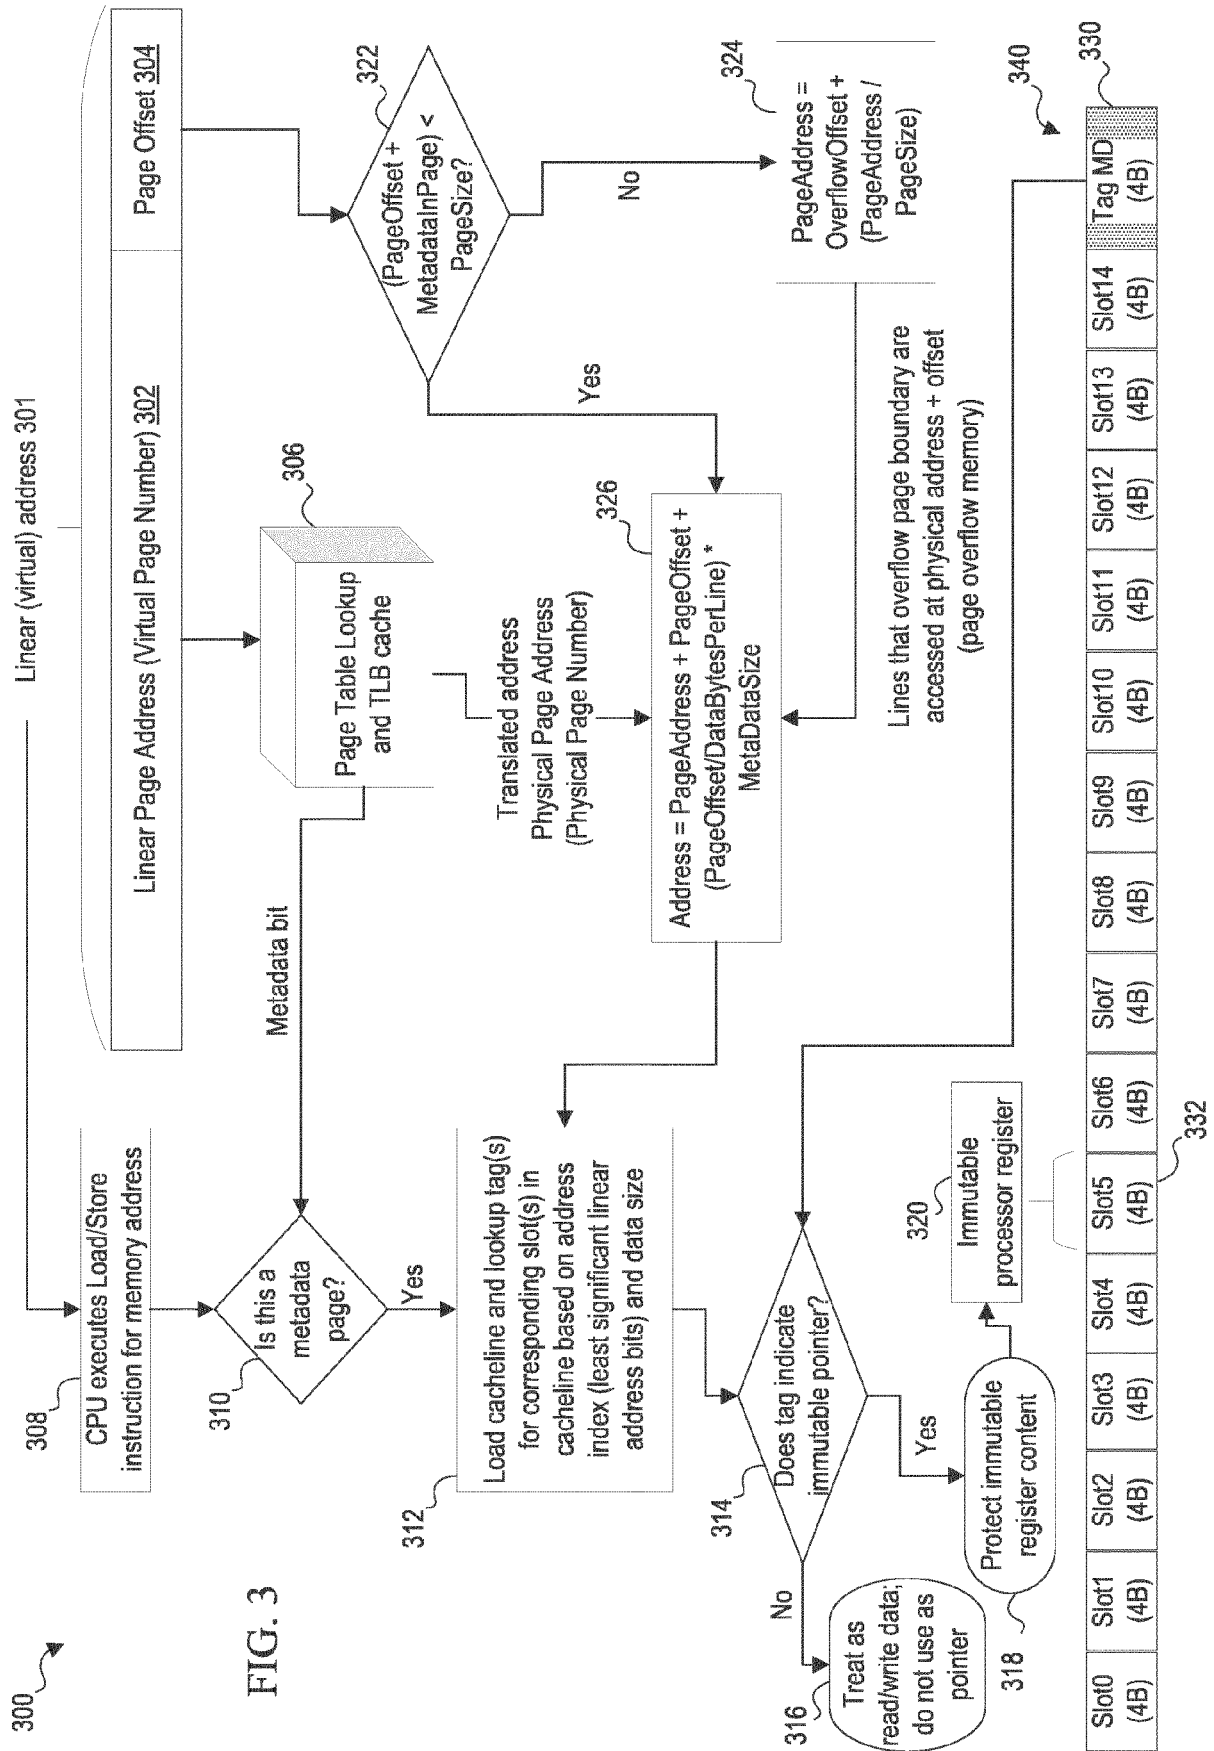 300
FIG. 3
Linear (virtual) address 301
Linear Page Address (Virtual Page Number) 302
Page Offset 304
308
CPU executes Load/Store
instruction for memory address
310
Is this a
metadata
page?
Yes
Metadata bit
306
Page Table Lookup
and TLB cache
Translated address
Physical Page Address
(Physical Page Number)
322
(PageOffset +
MetadataInPage) <
PageSize?
Yes
No
324
PageAddress =
OverflowOffset +
(PageAddress /
PageSize)
326
Address = PageAddress + PageOffset +
(PageOffset/DataBytesPerLine) *
MetaDataSize
Lines that overflow page boundary are
accessed at physical address + offset
(page overflow memory)
312
Load cacheline and lookup tag(s)
for corresponding slot(s) in
cacheline based on address
index (least significant linear
address bits) and data size
314
Does tag indicate
immutable pointer?
No
Yes
316
Treat as
read/write data;
do not use as
pointer
318
Protect immutable
register content
320
Immutable
processor register
340
330
332
Slot0
(4B)
Slot1
(4B)
Slot2
(4B)
Slot3
(4B)
Slot4
(4B)
Slot5
(4B)
Slot6
(4B)
Slot7
(4B)
Slot8
(4B)
Slot9
(4B)
Slot10
(4B)
Slot11
(4B)
Slot12
(4B)
Slot13
(4B)
Slot14
(4B)
Tag MD
(4B)